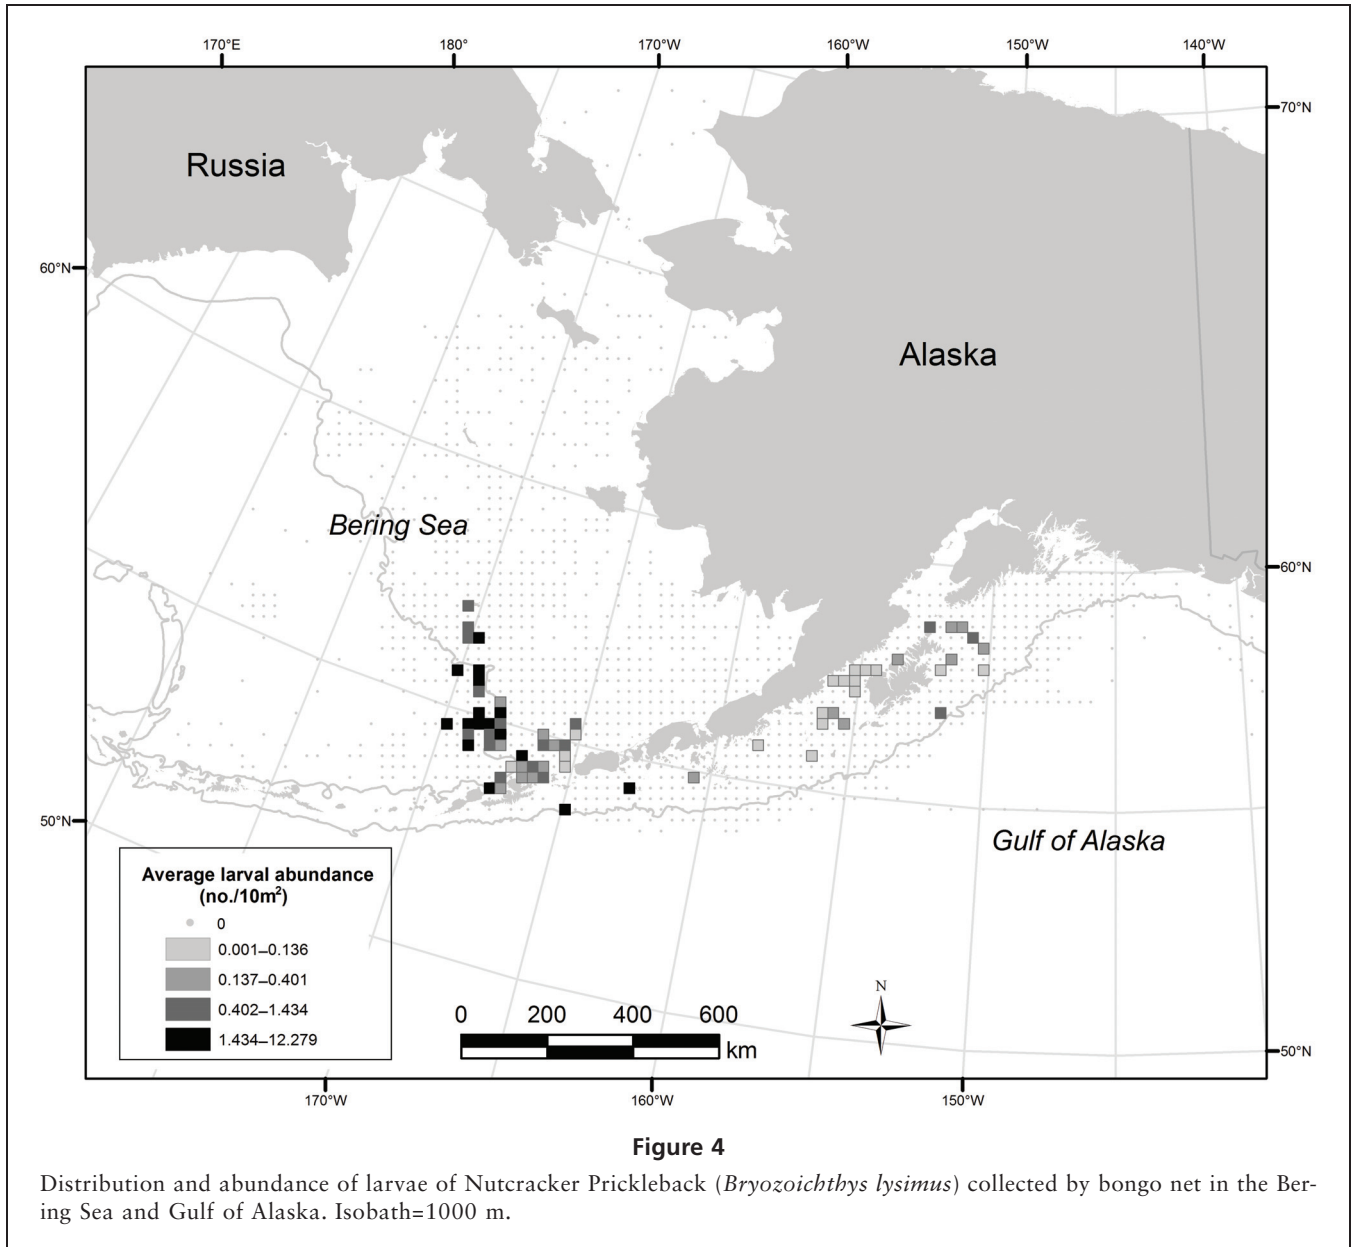 170°E 180° 170°W 160°W 150°W 140°W
70°N
Russia
60°N
Alaska
Bering Sea
60°N
50°N
Gulf of Alaska
Average larval abundance
(no./10m²)
0
0.001–0.136
0.137–0.401
0.402–1.434
1.434–12.279
N
0 200 400 600
km
50°N
170°W 160°W 150°W
Figure 4
Distribution and abundance of larvae of Nutcracker Prickleback (Bryozoichthys lysimus) collected by bongo net in the Ber-
ing Sea and Gulf of Alaska. Isobath=1000 m.